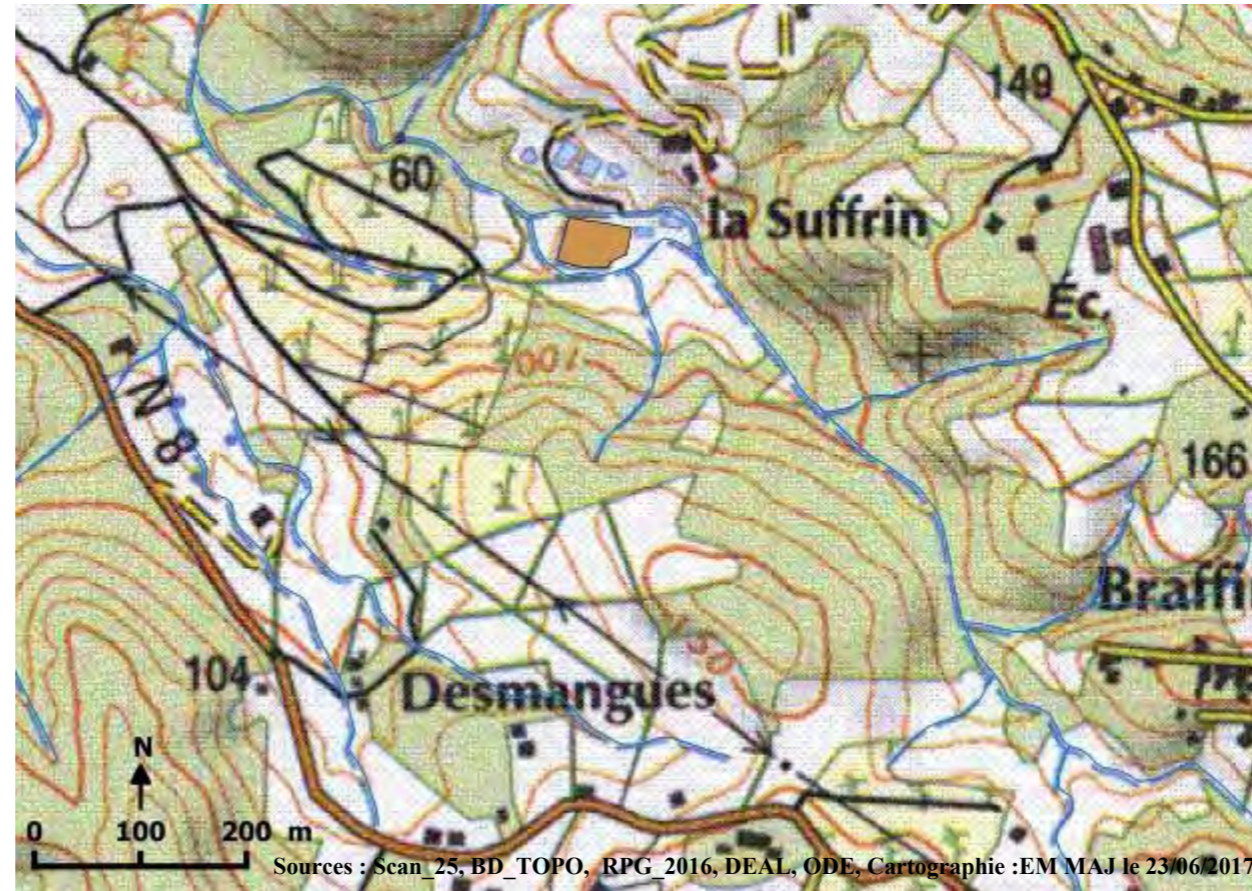 149
60
la Suffrin
Éc.
100
N 8
166
Braffi
150
104
Desmangues
N
0 100 200 m
Sources : Scan_25, BD_TOPO, RPG_2016, DEAL, ODE, Cartographie :EM MAJ le 23/06/2017